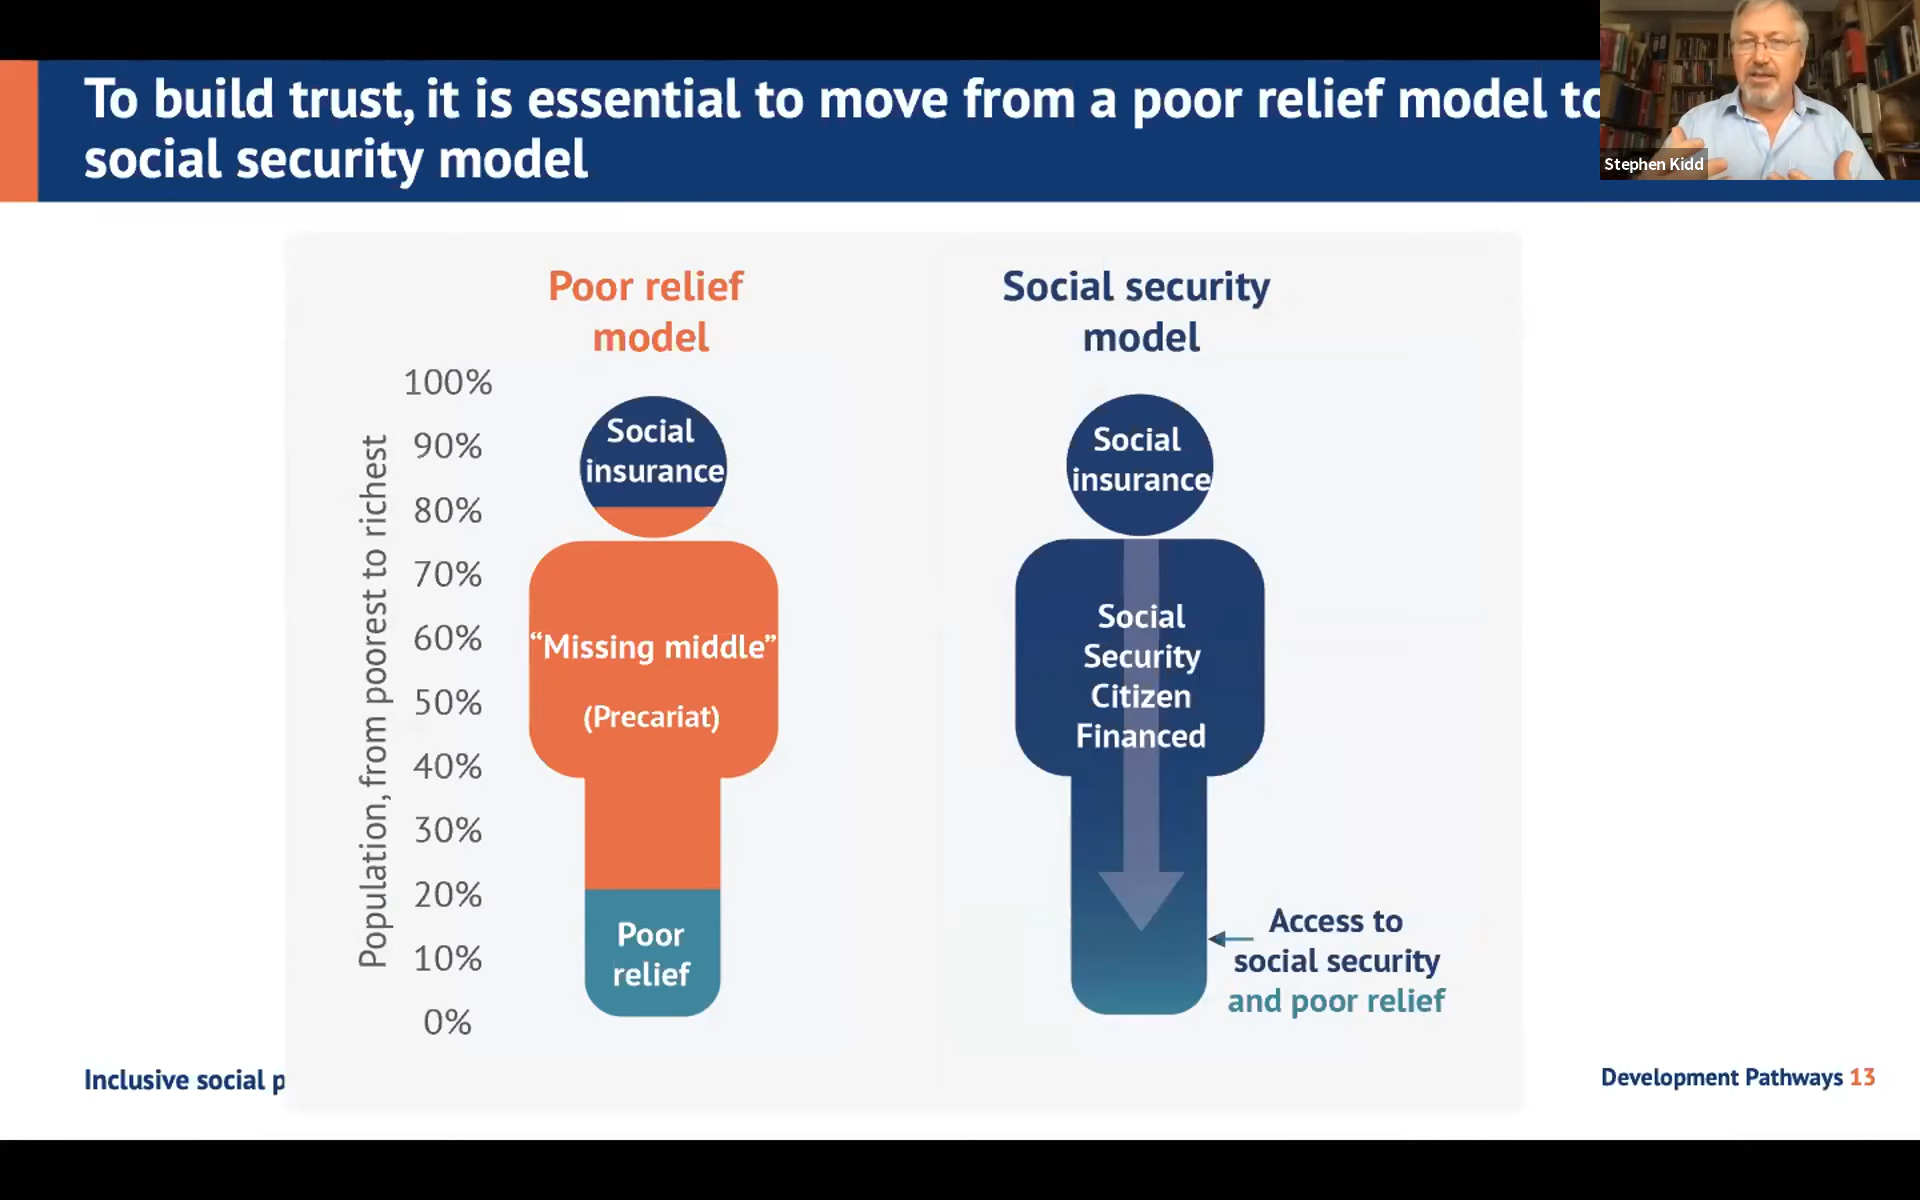 To build trust, it is essential to move from a poor relief model to
social security model
Stephen Kidd
Poor relief
model
Social security
model
Population, from poorest to richest
100%
90%
80%
70%
60%
50%
40%
30%
20%
10%
0%
Social
insurance
“Missing middle”
(Precariat)
Poor
relief
Social
insurance
Social
Security
Citizen
Financed
Access to
social security
and poor relief
Inclusive social p
Development Pathways 13